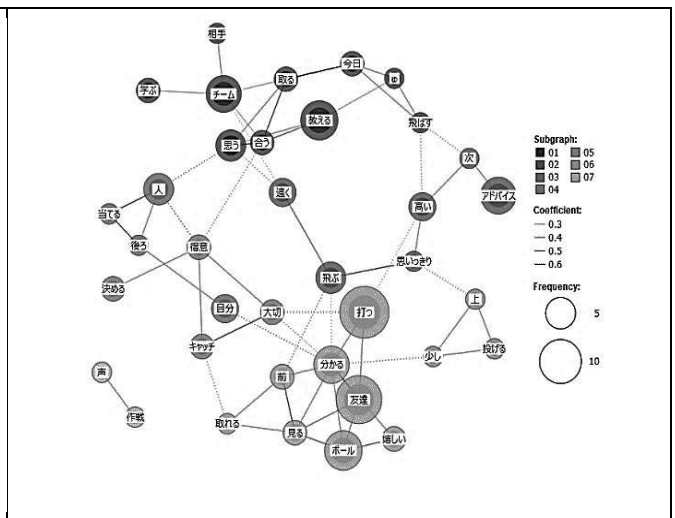 相手
今日
取る
学ぶ
チーム
教える
飛ばす
思う
合う
次
人
遠く
アドバイス
高い
当てる
後ろ
得意
思いっきり
飛ぶ
決める
自分
大切
打つ
上
キャッチ
少し
投げる
分かる
声
前
友達
作戦
取れる
見る
嬉しい
ボール
Subgraph:
01 05
02 06
03 07
04
Coefficient:
0.3
0.4
0.5
0.6
Frequency:
5
10